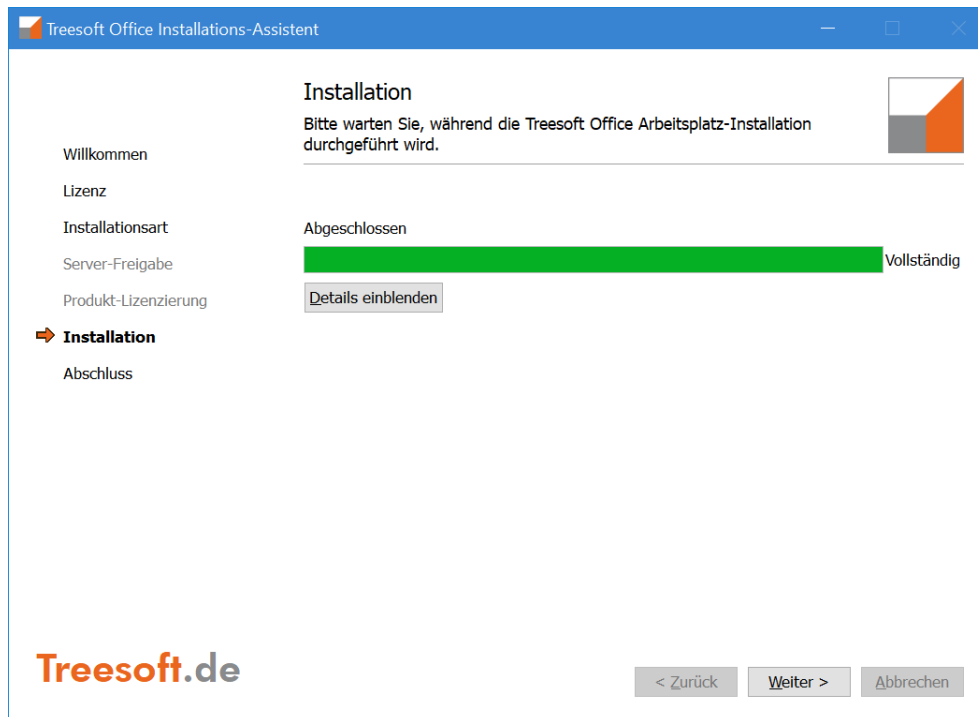 Treesoft Office Installations-Assistent
Installation
Bitte warten Sie, während die Treesoft Office Arbeitsplatz-Installation
durchgeführt wird.
Willkommen
Lizenz
Installationsart
Server-Freigabe
Produkt-Lizenzierung
Installation
Abschluss
Abgeschlossen
Vollständig
Details einblenden
Treesoft.de
< Zurück
Weiter >
Abbrechen